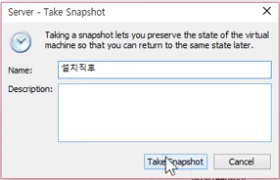 Server - Take Snapshot
Taking a snapshot lets you preserve the state of the virtual
machine so that you can return to the same state later.
Name: 설치직후
Description:
Take Snapshot Cancel